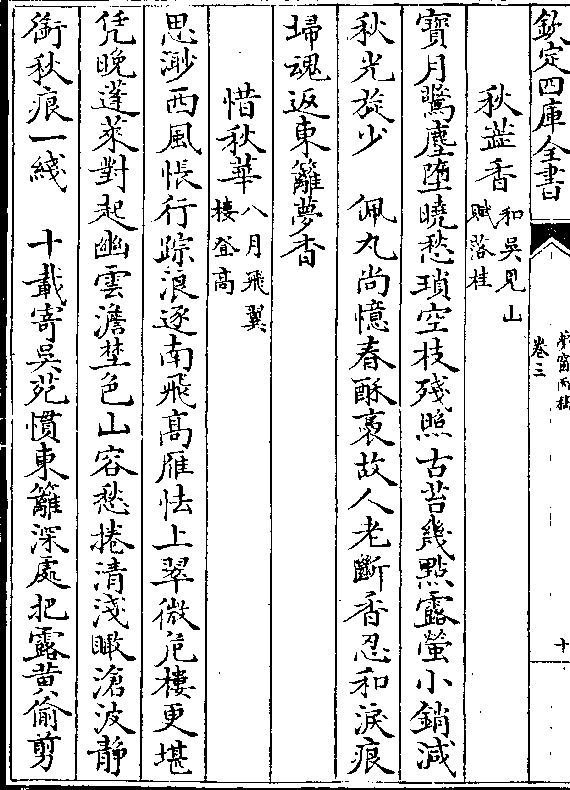 欽定四庫全書
夢窗丙稿
卷三
十
秋蕊香和吳見山賦落桂
寶月驚塵墮曉愁瑣空枝殘照古苔幾點露螢小銷減
秋光旋少　佩丸尚憶春酥裛故人老斷香忍和淚痕
埽魂返東籬夢杳
惜秋華八月飛翼樓登高
思渺西風悵行踪浪逐南飛高雁怯上翠微危樓更堪
凭晚蓬萊對起幽雲澹埜色山容愁捲清淺瞰滄波静
銜秋痕一綫　十載寄吳苑慣東籬深處把露黄偷剪